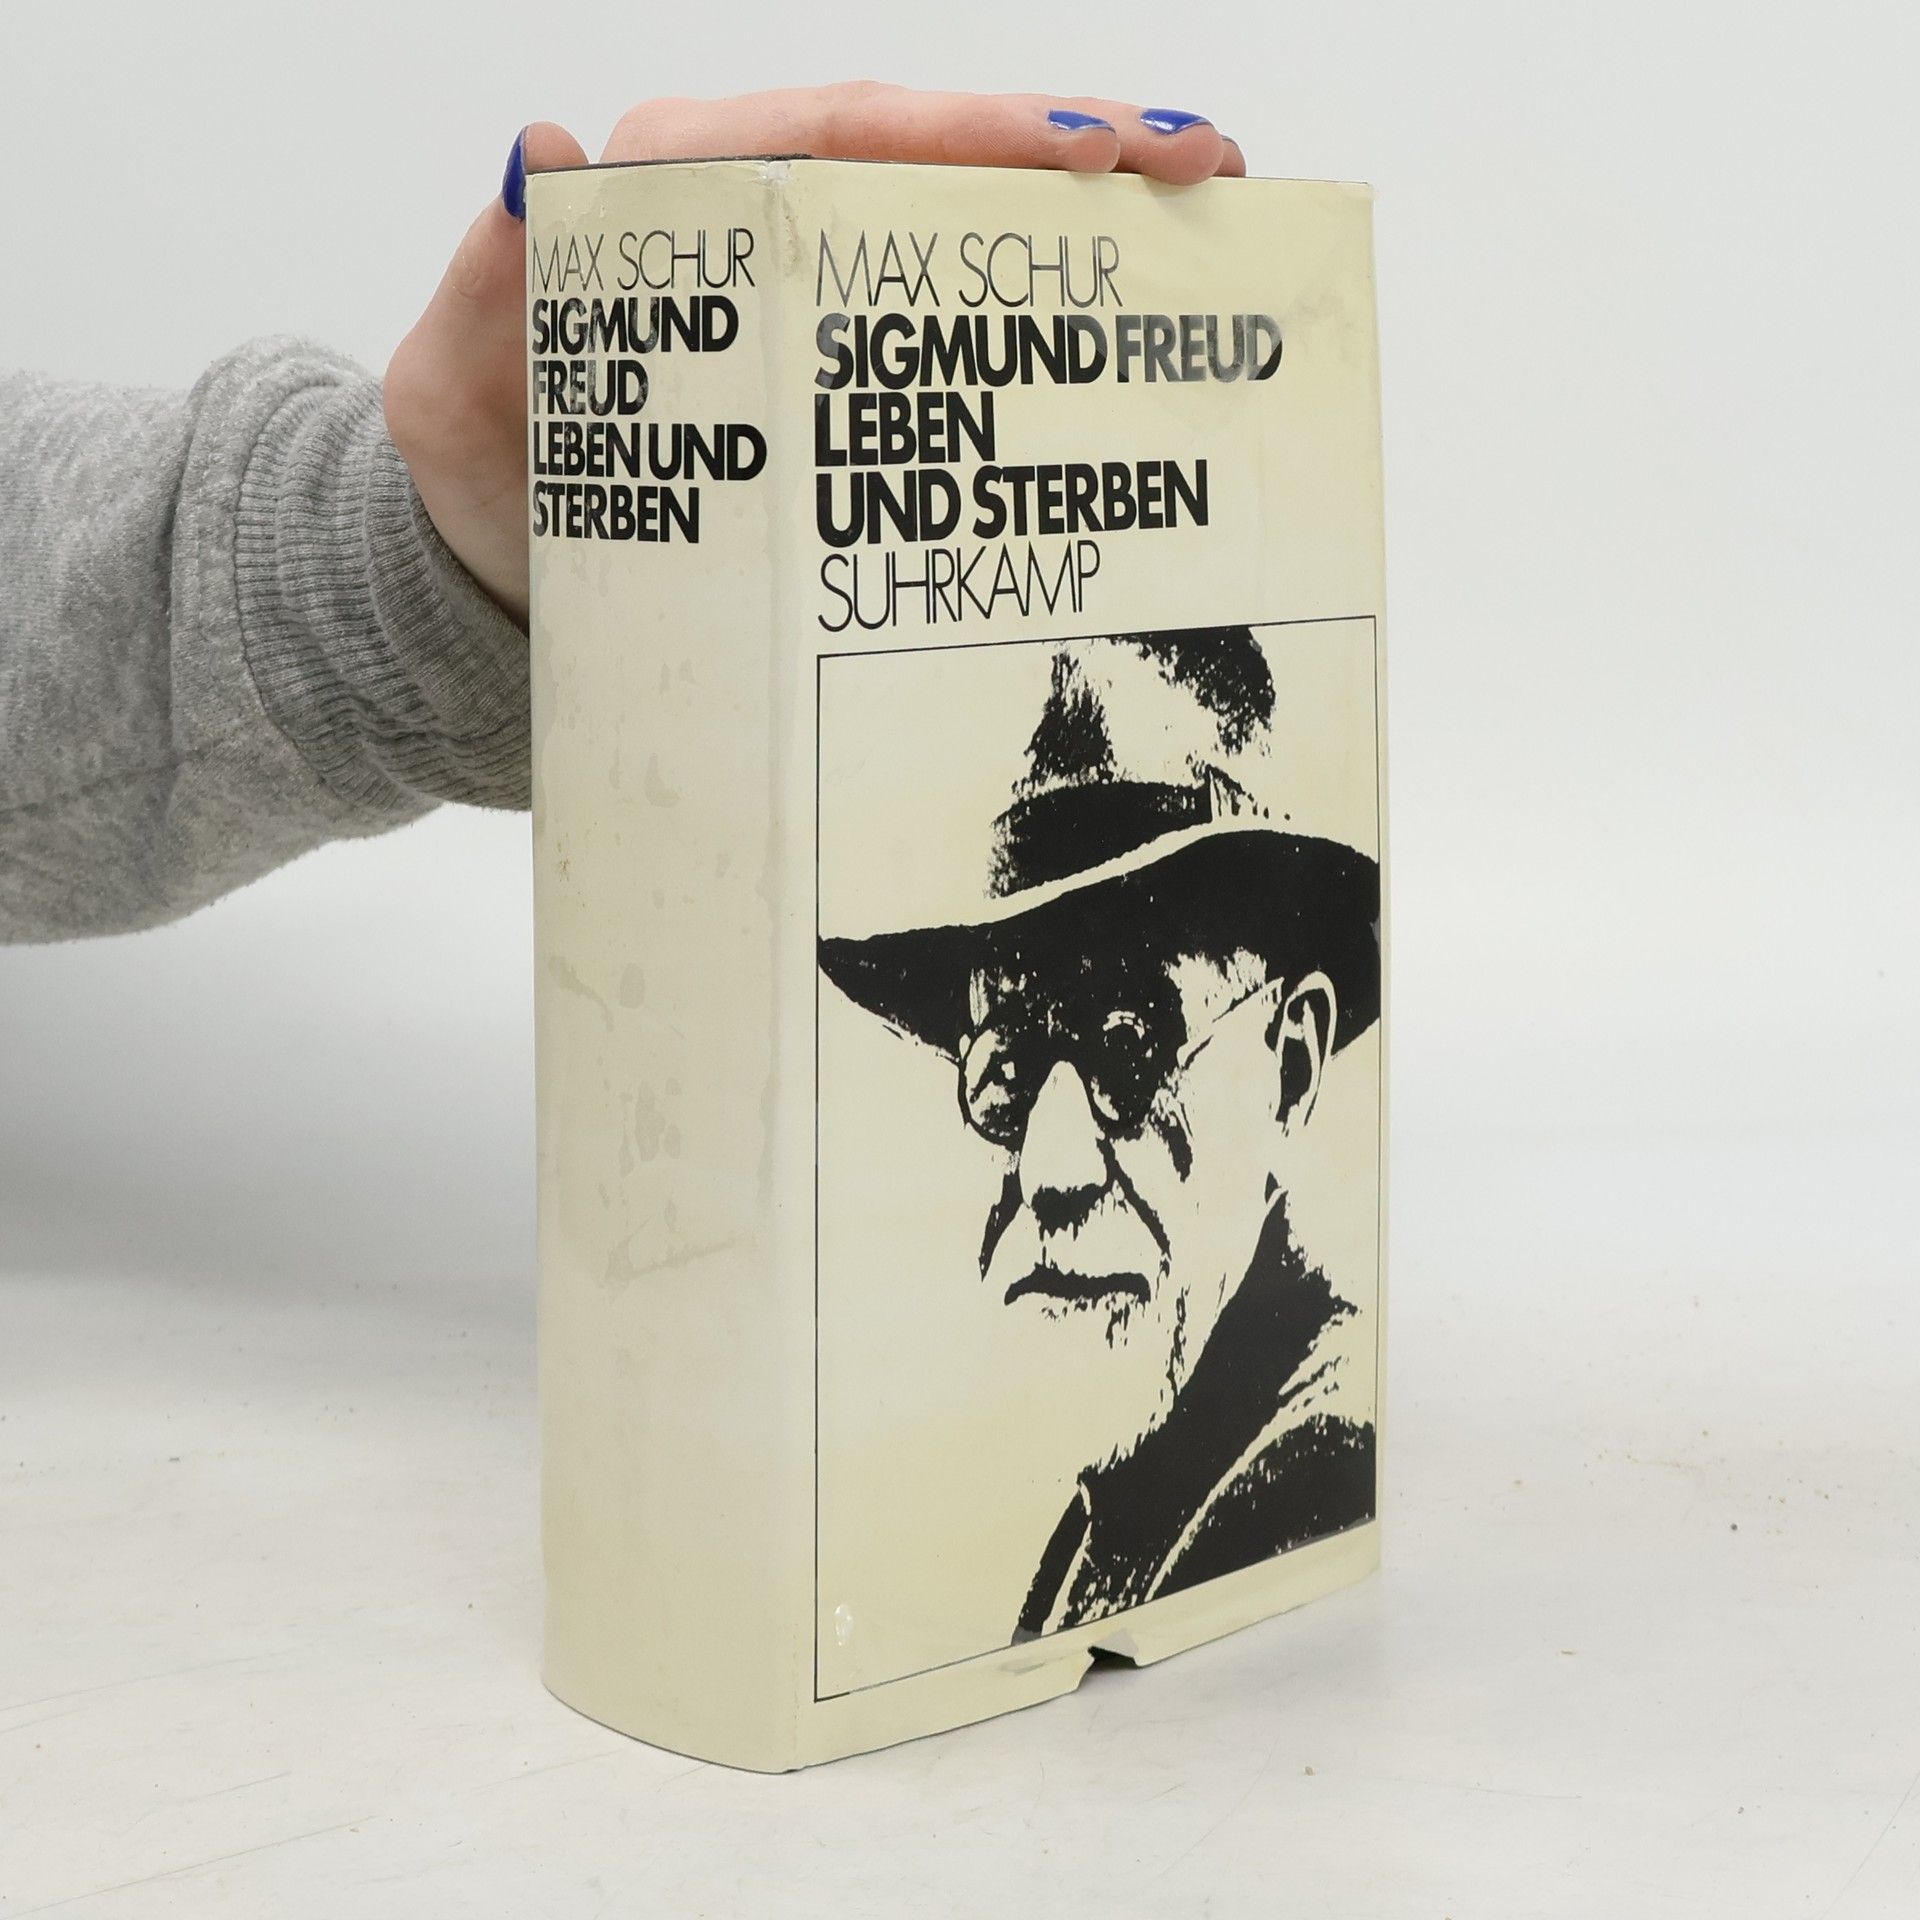 MAX SCHUR
SIGMUND
FREUD
LEBEN UND
STERBEN
MAX SCHUR
SIGMUND FREUD
LEBEN
UND STERBEN
SUHRKAMP